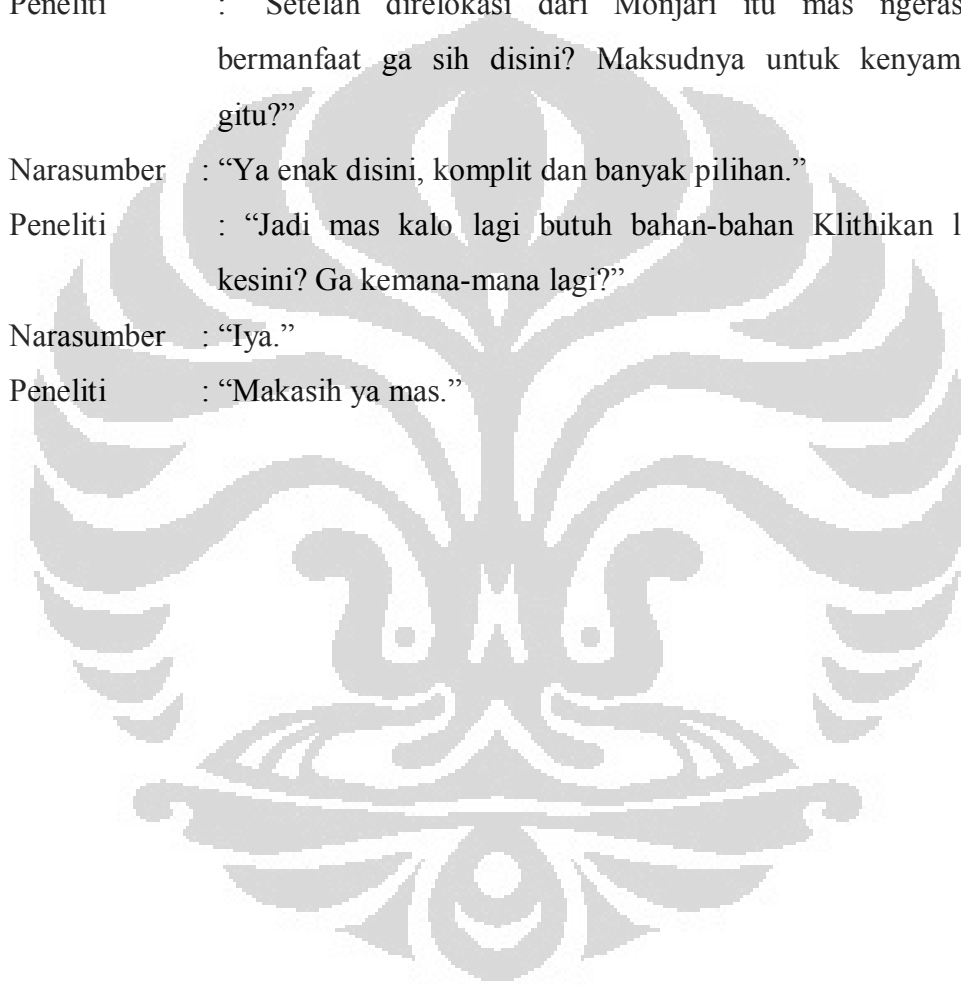 Peneliti : “Setelah direlokasi dari Monjari itu mas
bermanfaat ga sih disini? Maksudnya untuk
gitu?”
Narasumber : “Ya enak disini, komplit dan banyak pilihan.”
Peneliti : “Jadi mas kalo lagi butuh bahan-bahan Klithikan
kesini? Ga kemana-mana lagi?”
Narasumber : “Iya.”
Peneliti : “Makasih ya mas.”